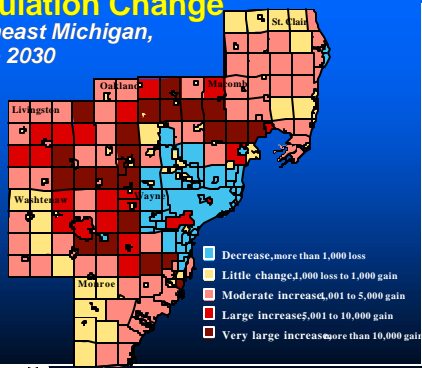 ulation Change
east Michigan,
2030
St. Clair
Oakland
Macomb
Livingston
Washtenaw
Wayne
Monroe
Decrease, more than 1,000 loss
Little change, 1,000 loss to 1,000 gain
Moderate increase, 1,001 to 5,000 gain
Large increase, 5,001 to 10,000 gain
Very large increase, more than 10,000 gain